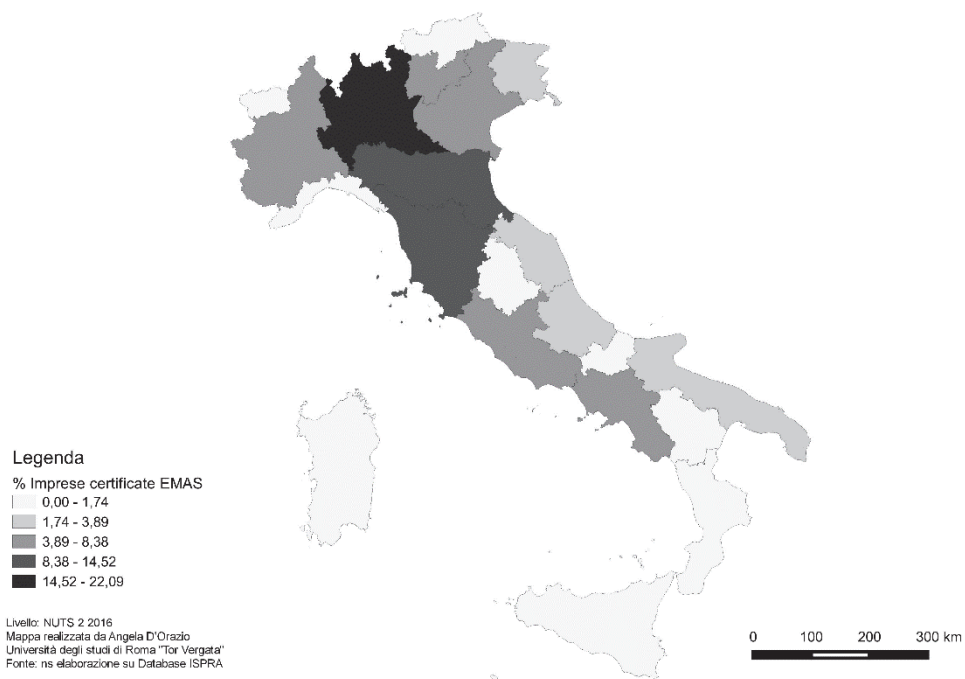 Legenda
% Imprese certificate EMAS
0,00 - 1,74
1,74 - 3,89
3,89 - 8,38
8,38 - 14,52
14,52 - 22,09
Livello: NUTS 2 2016
Mappa realizzata da Angela D'Orazio
Università degli studi di Roma "Tor Vergata"
Fonte: ns elaborazione su Database ISPRA
0 100 200 300 km